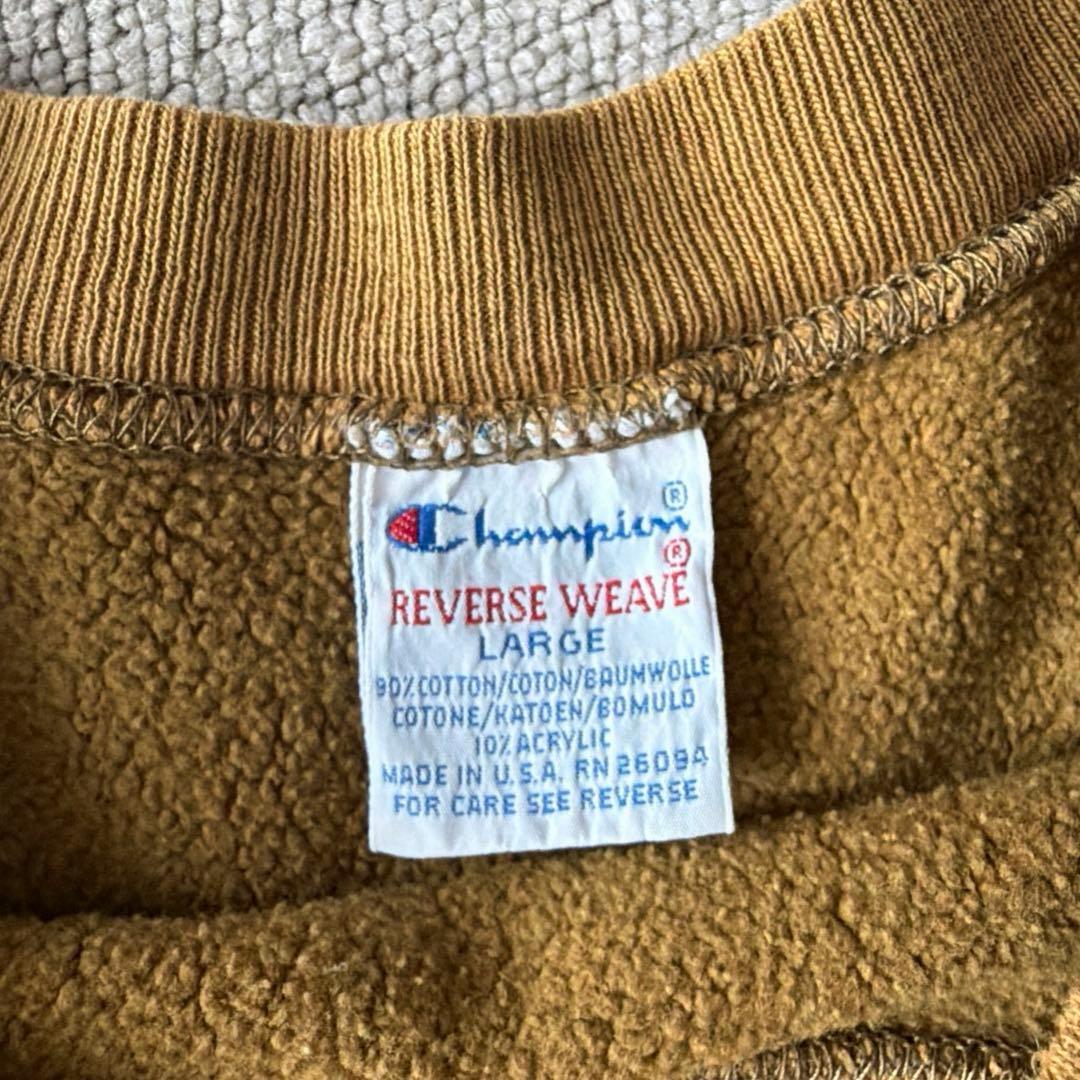 Champion®
REVERSE WEAVE®
LARGE
90% COTTON/COTON/BAUMWOLLE
COTONE/KATOEN/BOMULD
10% ACRYLIC
MADE IN U.S.A. RN 26094
FOR CARE SEE REVERSE